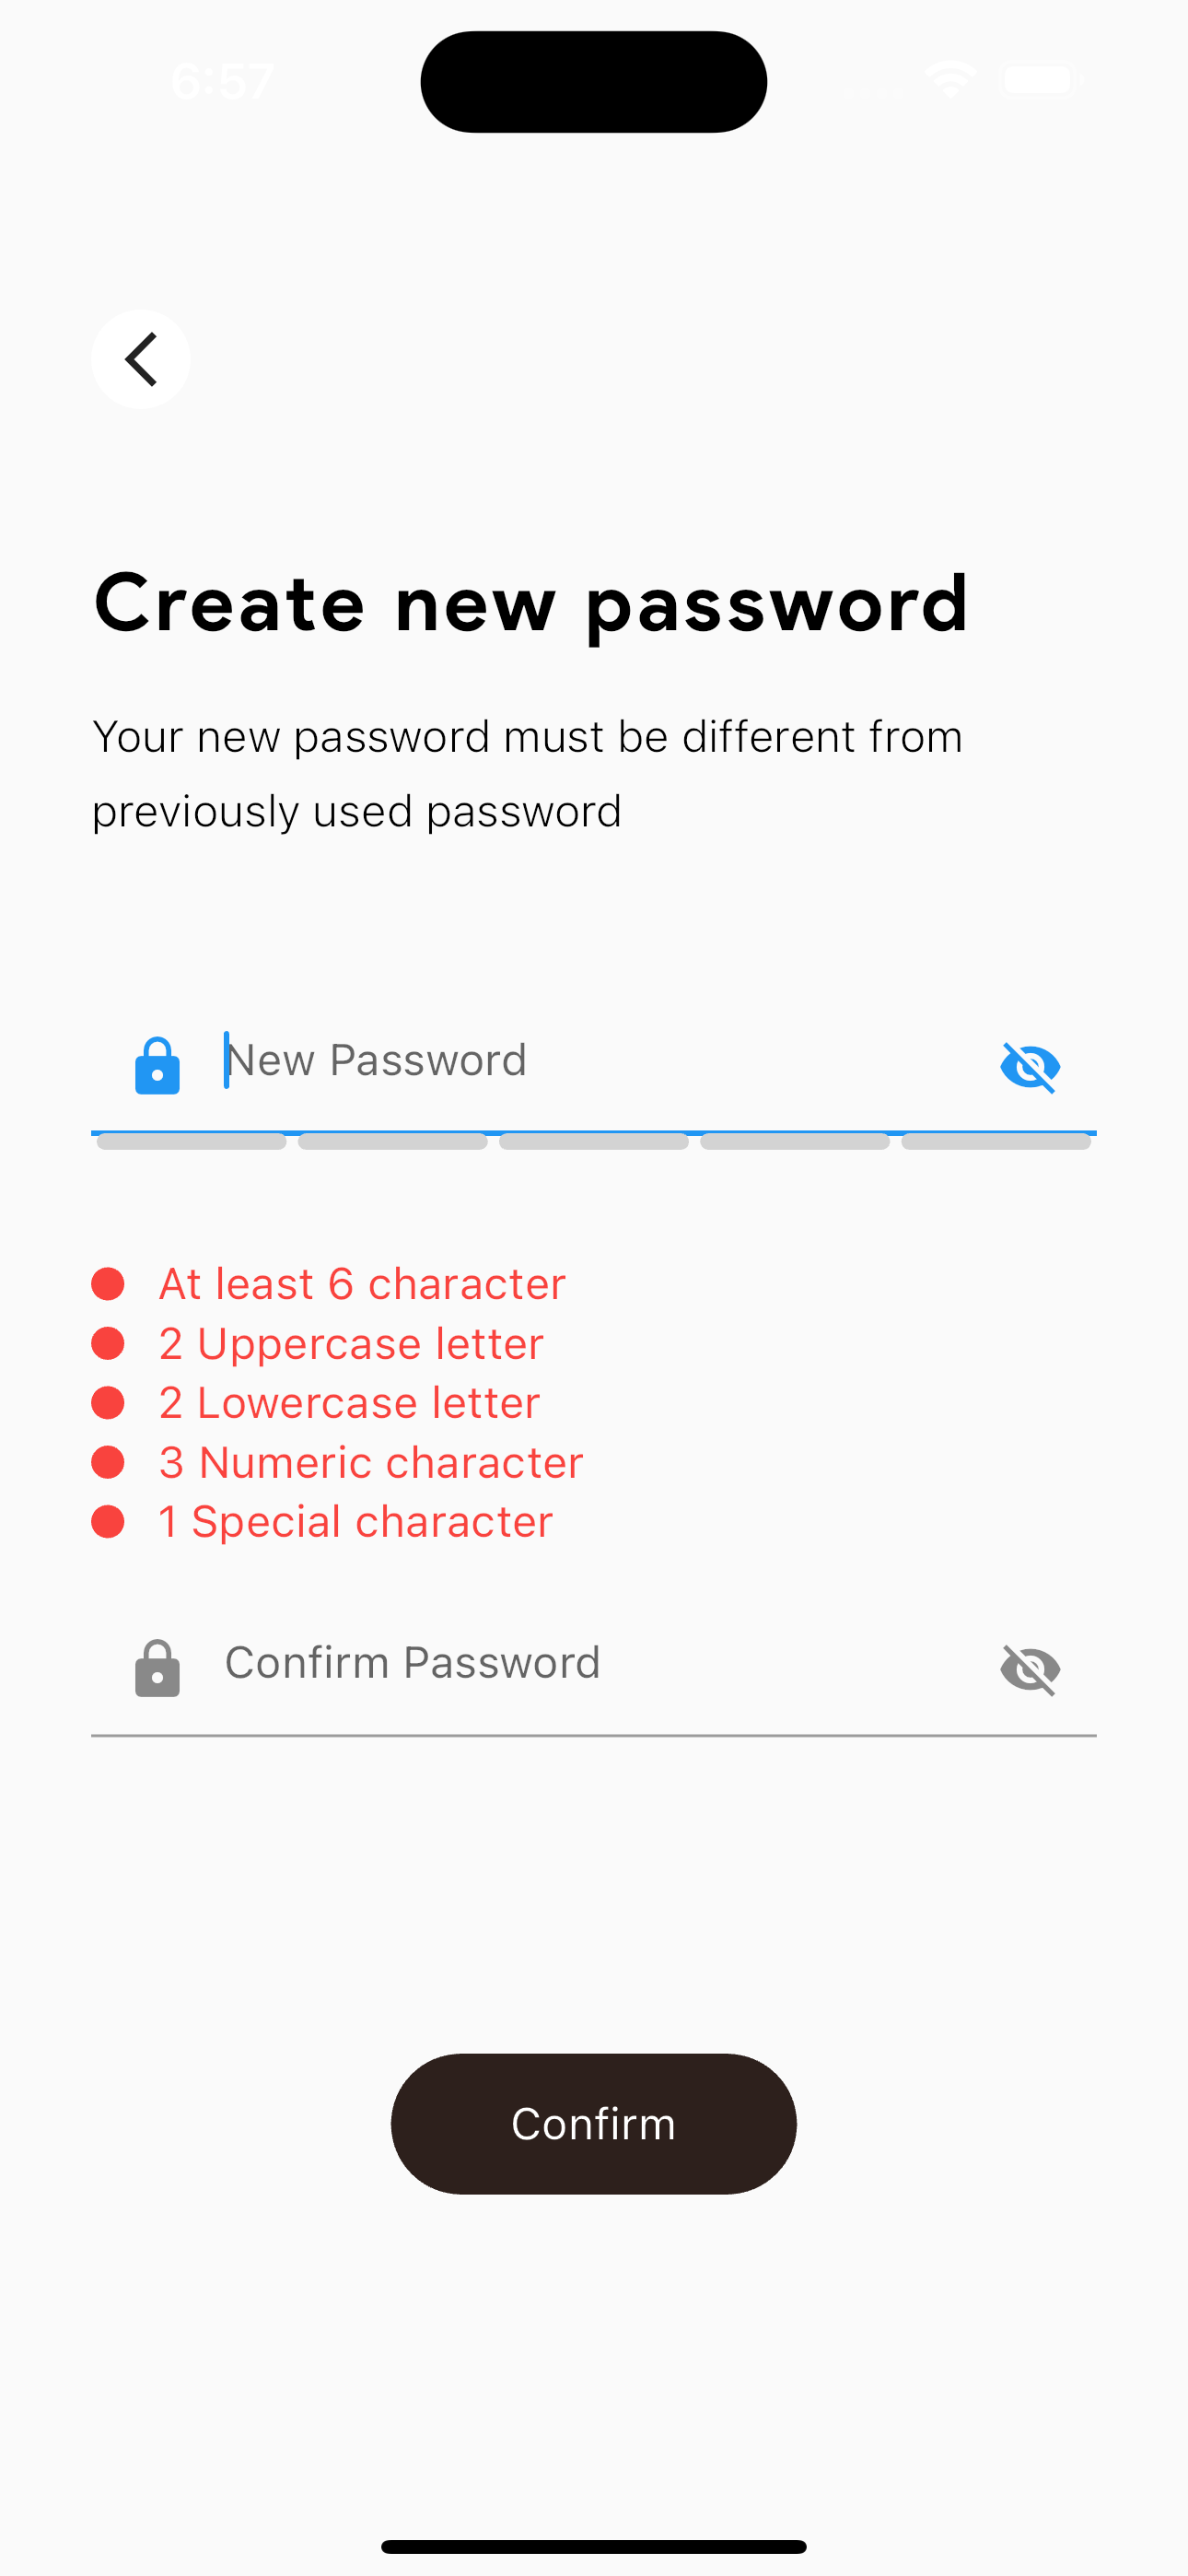 6:57
Create new password
Your new password must be different from
previously used password
New Password
At least 6 character
2 Uppercase letter
2 Lowercase letter
3 Numeric character
1 Special character
Confirm Password
Confirm